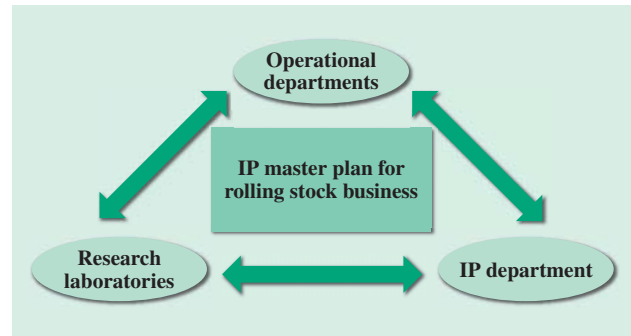 Operational
departments
IP master plan for
rolling stock business
Research
laboratories
IP department